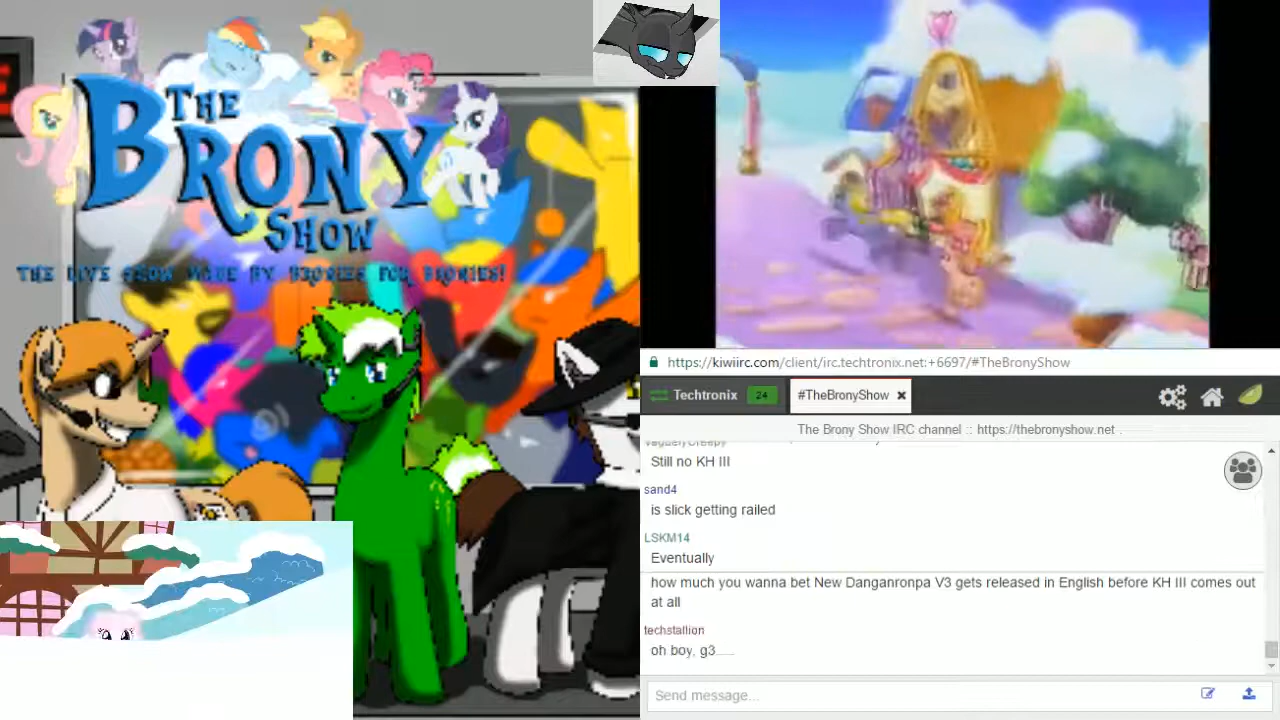 THE
BRONY
SHOW
THE LIVE SHOW MADE BY BRONIES FOR BRONIES!
https://kiwiirc.com/client/irc.techtronix.net:+6697/#TheBronyShow
Techtronix 24 #TheBronyShow
The Brony Show IRC channel :: https://thebronyshow.net .
VaguelyCreepy
Still no KH III
sand4
is slick getting railed
LSKM14
Eventually
how much you wanna bet New Danganronpa V3 gets released in English before KH III comes out
at all
techstallion
oh boy, g3......
Send message...